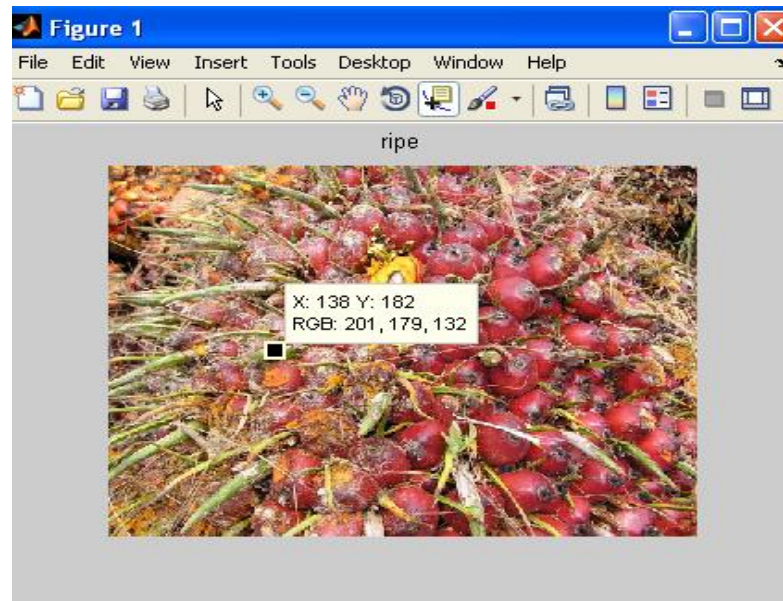 Figure 1
File Edit View Insert Tools Desktop Window Help
ripe
X: 138 Y: 182
RGB: 201, 179, 132